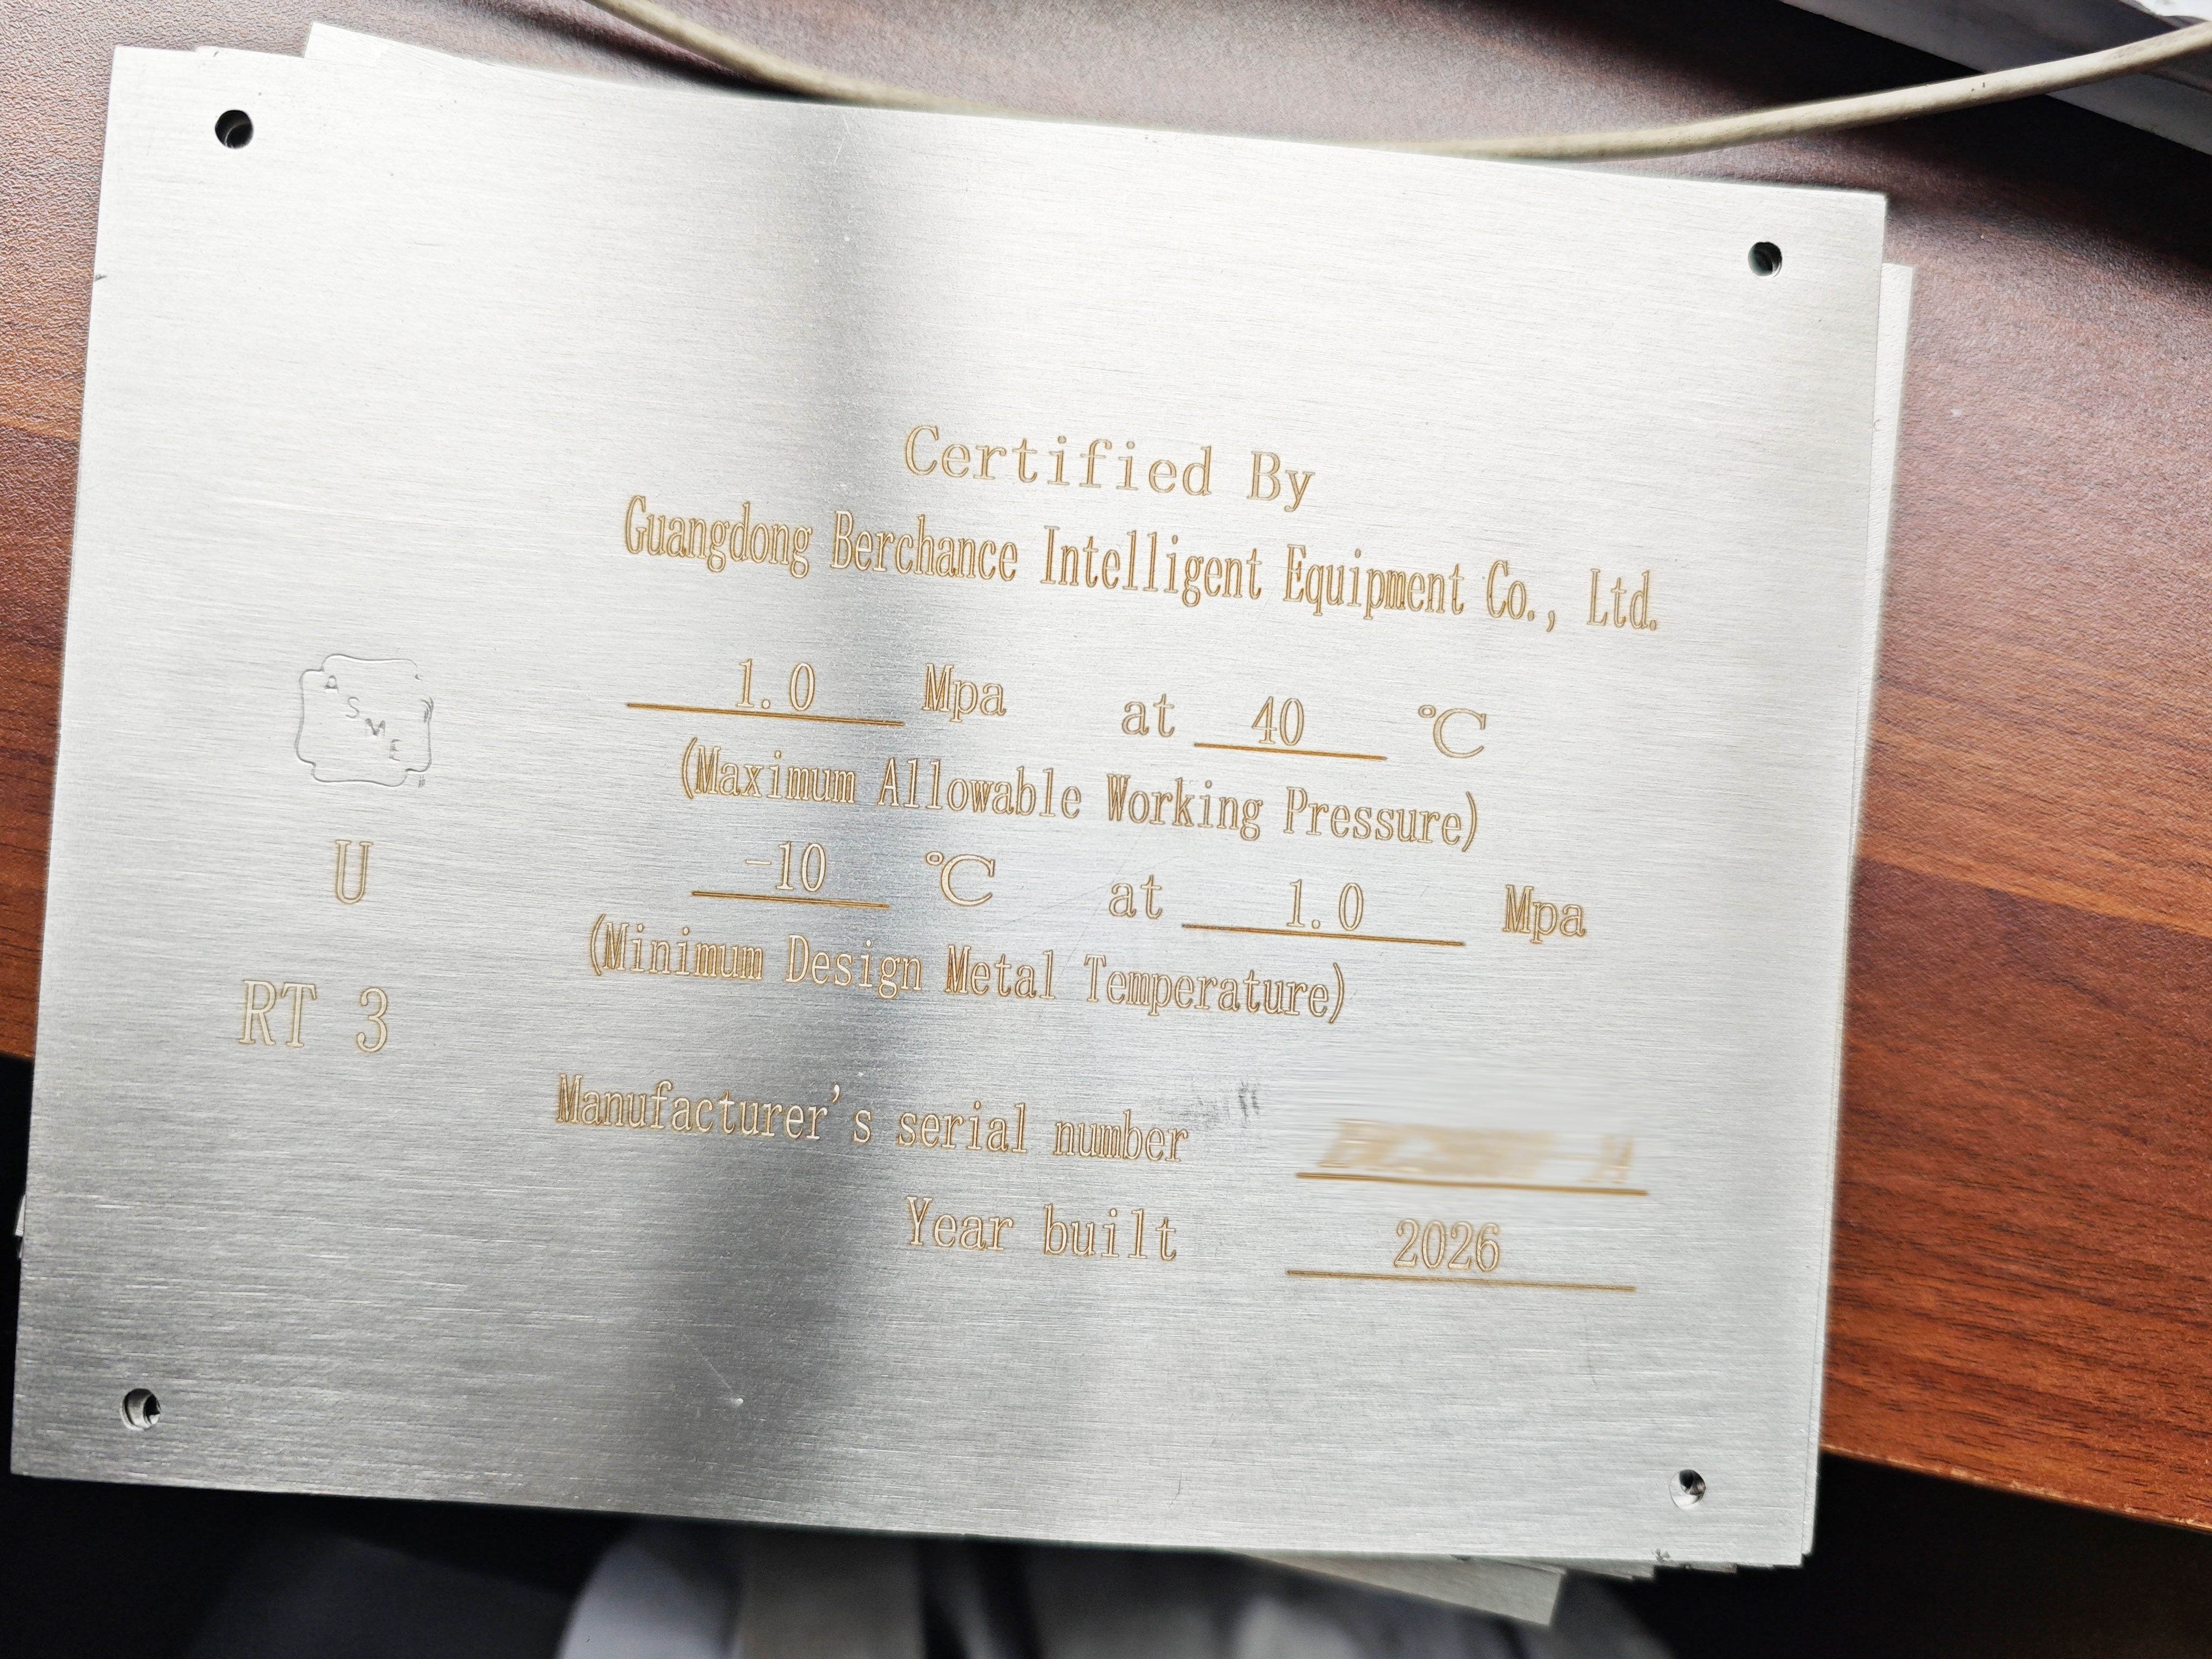 Certified By
Guangdong Berchance Intelligent Equipment Co., Ltd.
ASME
1.0 Mpa at 40 ℃
(Maximum Allowable Working Pressure)
U
-10 ℃ at 1.0 Mpa
(Minimum Design Metal Temperature)
RT 3
Manufacturer's serial number
Year built 2026